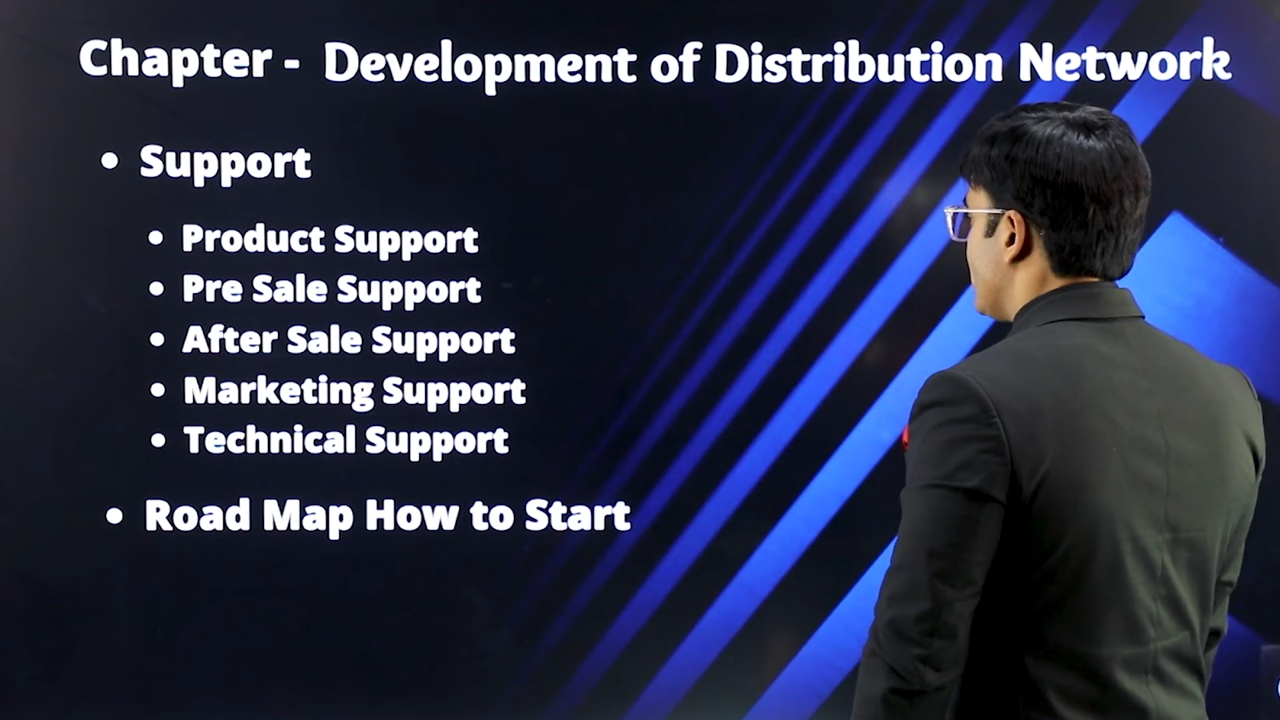 Chapter - Development of Distribution Network
• Support
• Product Support
• Pre Sale Support
• After Sale Support
• Marketing Support
• Technical Support
• Road Map How to Start